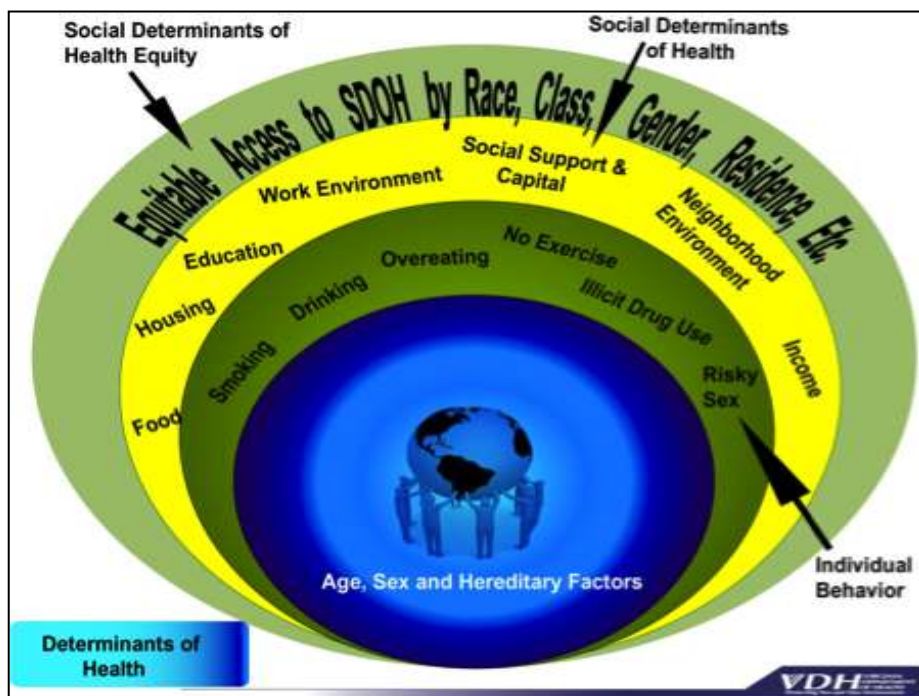 Social Determinants of
Health Equity
Social Determinants
of Health
Equitable Access to SDOH by Race, Class, Gender, Residence, Etc.
Work Environment
Social Support &
Capital
Neighborhood
Environment
Education
Housing
Food
Income
Smoking
Drinking
Overeating
No Exercise
Illicit Drug Use
Risky
Sex
Individual
Behavior
Age, Sex and Hereditary Factors
Determinants of
Health
VDH